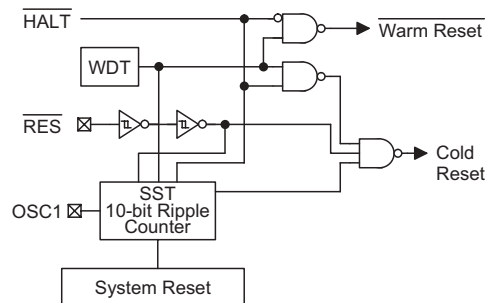 HALT
Warm Reset
WDT
RES
Cold
Reset
SST
10-bit Ripple
Counter
OSC1
System Reset